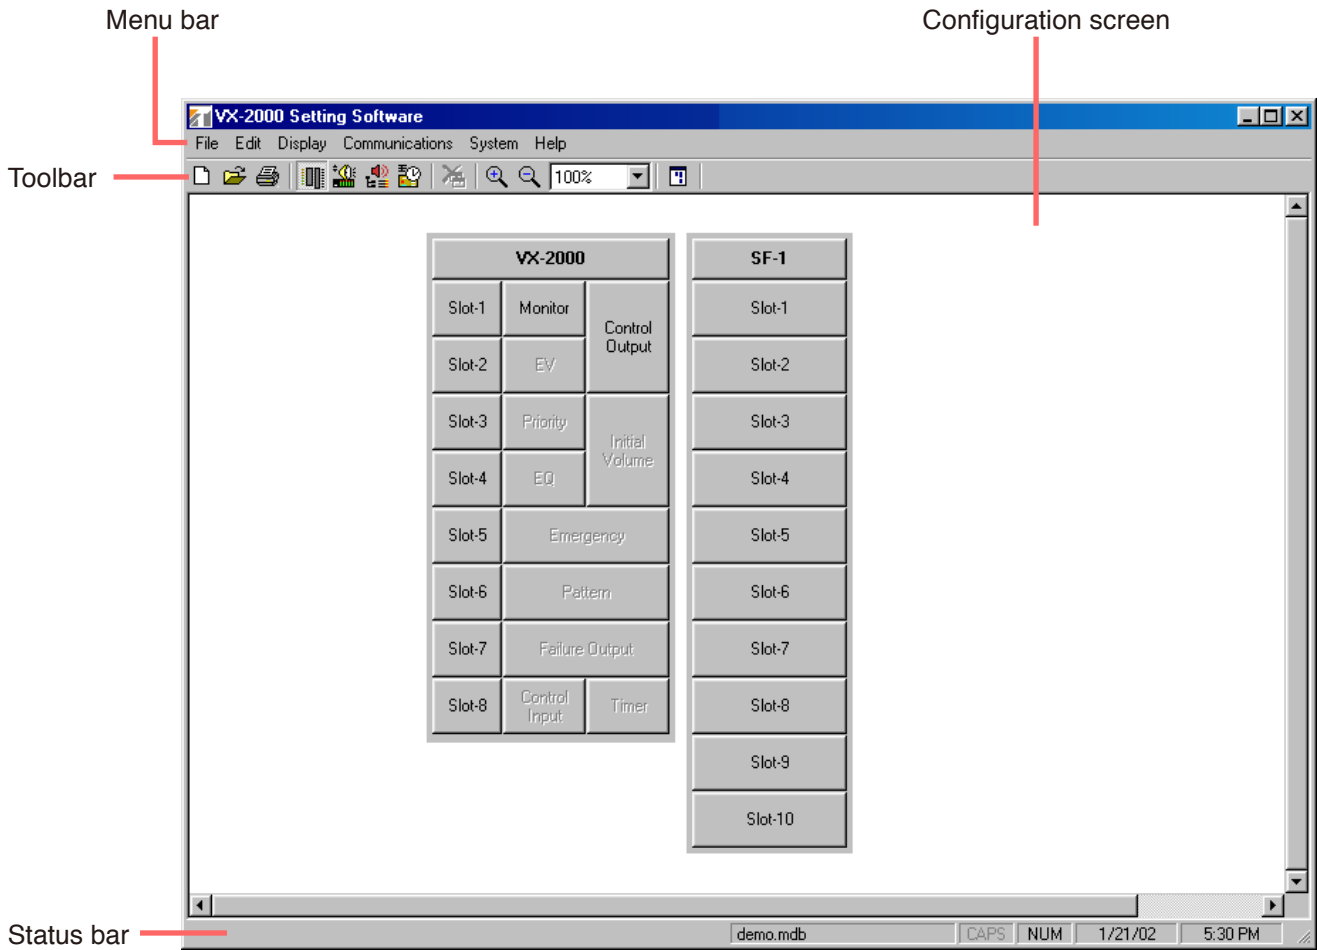 Menu bar
Configuration screen
VX-2000 Setting Software
File Edit Display Communications System Help
Toolbar
100%
VX-2000
Slot-1 Monitor
Control
Output
Slot-2 EV
Slot-3 Priority
Initial
Volume
Slot-4 EQ
Slot-5 Emergency
Slot-6 Pattern
Slot-7 Failure Output
Slot-8
Control
Input
Timer
SF-1
Slot-1
Slot-2
Slot-3
Slot-4
Slot-5
Slot-6
Slot-7
Slot-8
Slot-9
Slot-10
Status bar
demo.mdb CAPS NUM 1/21/02 5:30 PM